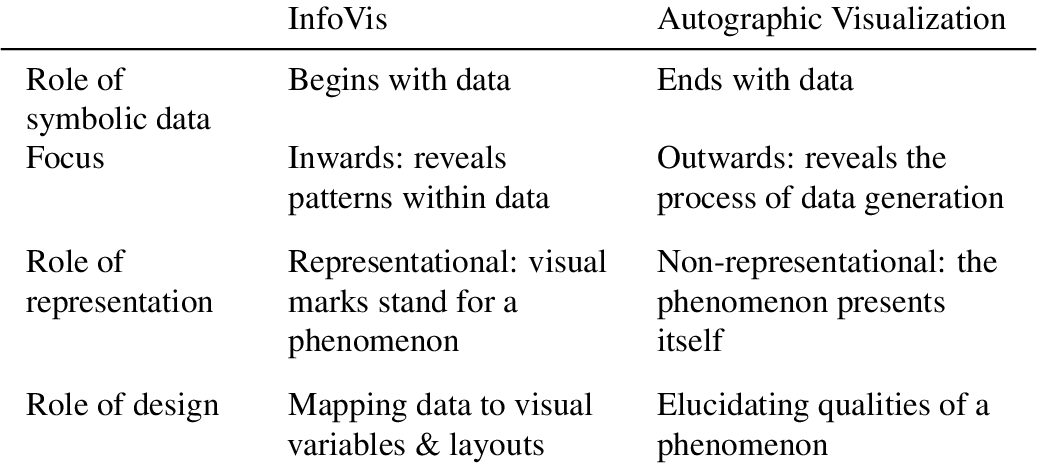 InfoVis Autographic Visualization
Role of symbolic data Begins with data Ends with data
Focus Inwards: reveals patterns within data Outwards: reveals the process of data generation
Role of representation Representational: visual marks stand for a phenomenon Non-representational: the phenomenon presents itself
Role of design Mapping data to visual variables & layouts Elucidating qualities of a phenomenon